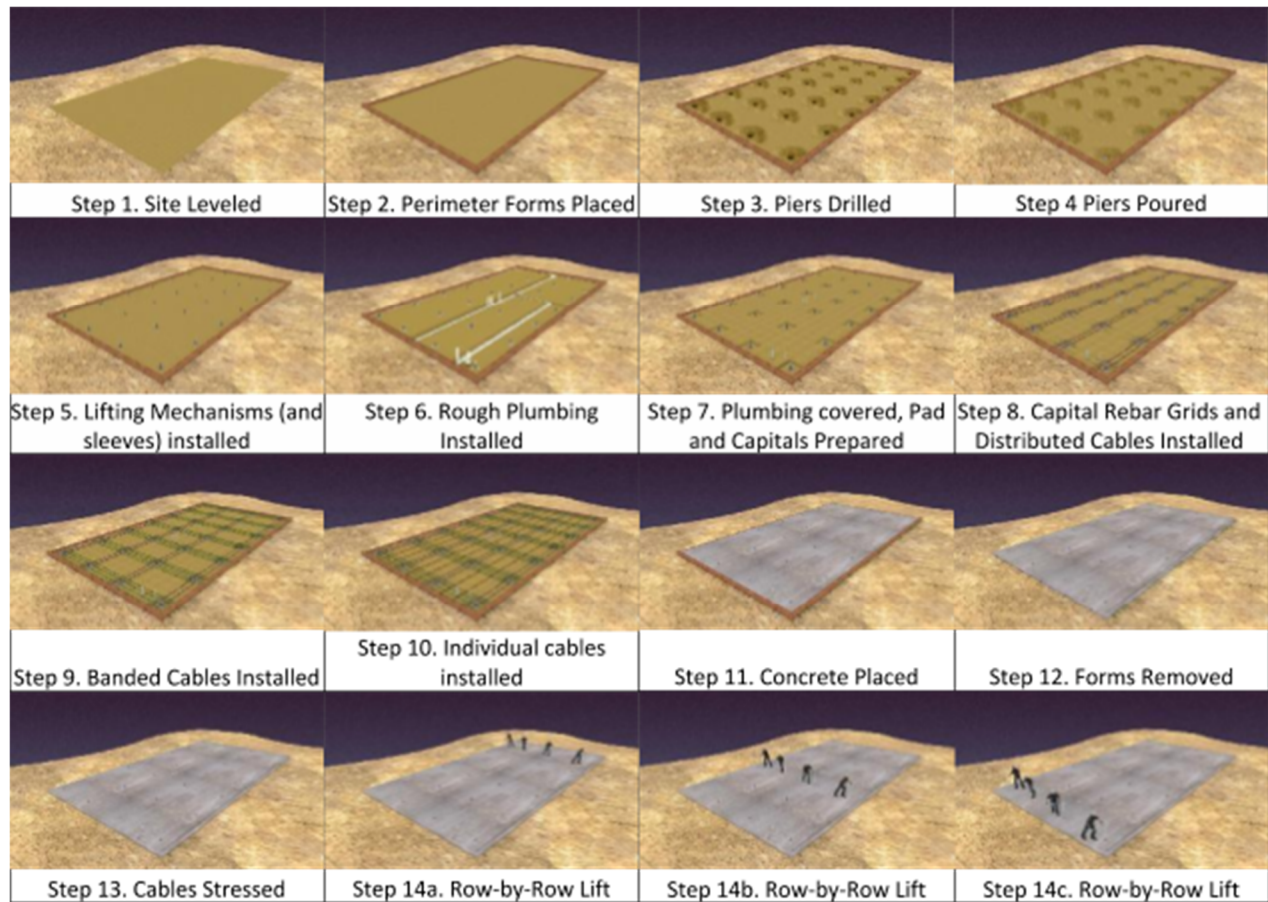 Step 1. Site Leveled
Step 2. Perimeter Forms Placed
Step 3. Piers Drilled
Step 4 Piers Poured
Step 5. Lifting Mechanisms (and
sleeves) installed
Step 6. Rough Plumbing
Installed
Step 7. Plumbing covered, Pad
and Capitals Prepared
Step 8. Capital Rebar Grids and
Distributed Cables Installed
Step 9. Banded Cables Installed
Step 10. Individual cables
installed
Step 11. Concrete Placed
Step 12. Forms Removed
Step 13. Cables Stressed
Step 14a. Row-by-Row Lift
Step 14b. Row-by-Row Lift
Step 14c. Row-by-Row Lift